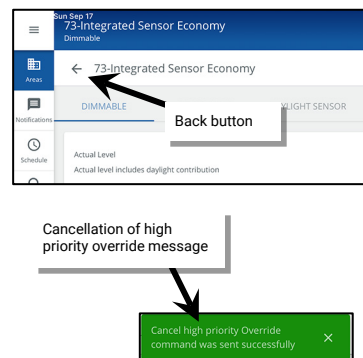 Sun Sep 17
73-Integrated Sensor Economy
Dimmable
Areas
73-Integrated Sensor Economy
Notifications
DIMMABLE
LIGHT SENSOR
Back button
Schedule
Actual Level
Actual level includes daylight contribution
Cancellation of high
priority override message
Cancel high priority Override
command was sent successfully